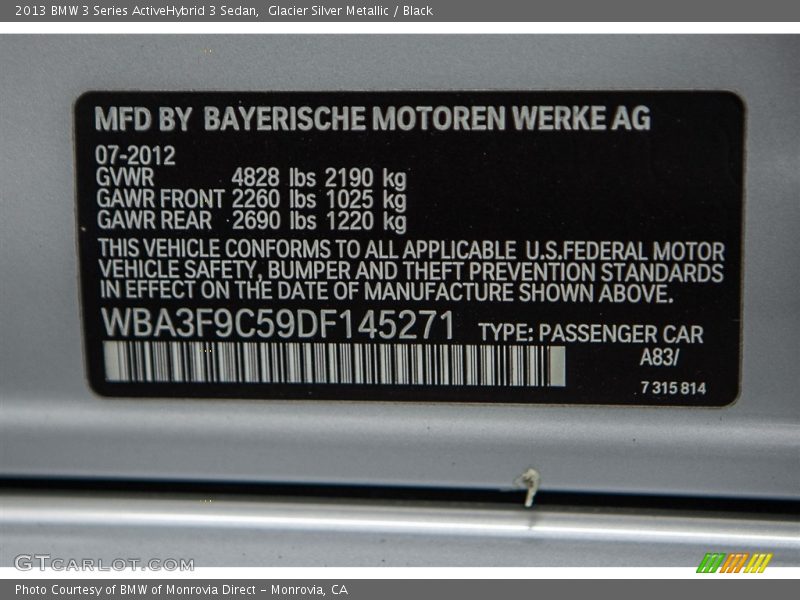 2013 BMW 3 Series ActiveHybrid 3 Sedan, Glacier Silver Metallic / Black
MFD BY BAYERISCHE MOTOREN WERKE AG
07-2012
GVWR 4828 lbs 2190 kg
GAWR FRONT 2260 lbs 1025 kg
GAWR REAR 2690 lbs 1220 kg
THIS VEHICLE CONFORMS TO ALL APPLICABLE U.S.FEDERAL MOTOR
VEHICLE SAFETY, BUMPER AND THEFT PREVENTION STANDARDS
IN EFFECT ON THE DATE OF MANUFACTURE SHOWN ABOVE.
WBA3F9C59DF145271 TYPE: PASSENGER CAR
A83/
7 315 814
GTCARLOT.COM
Photo Courtesy of BMW of Monrovia Direct - Monrovia, CA